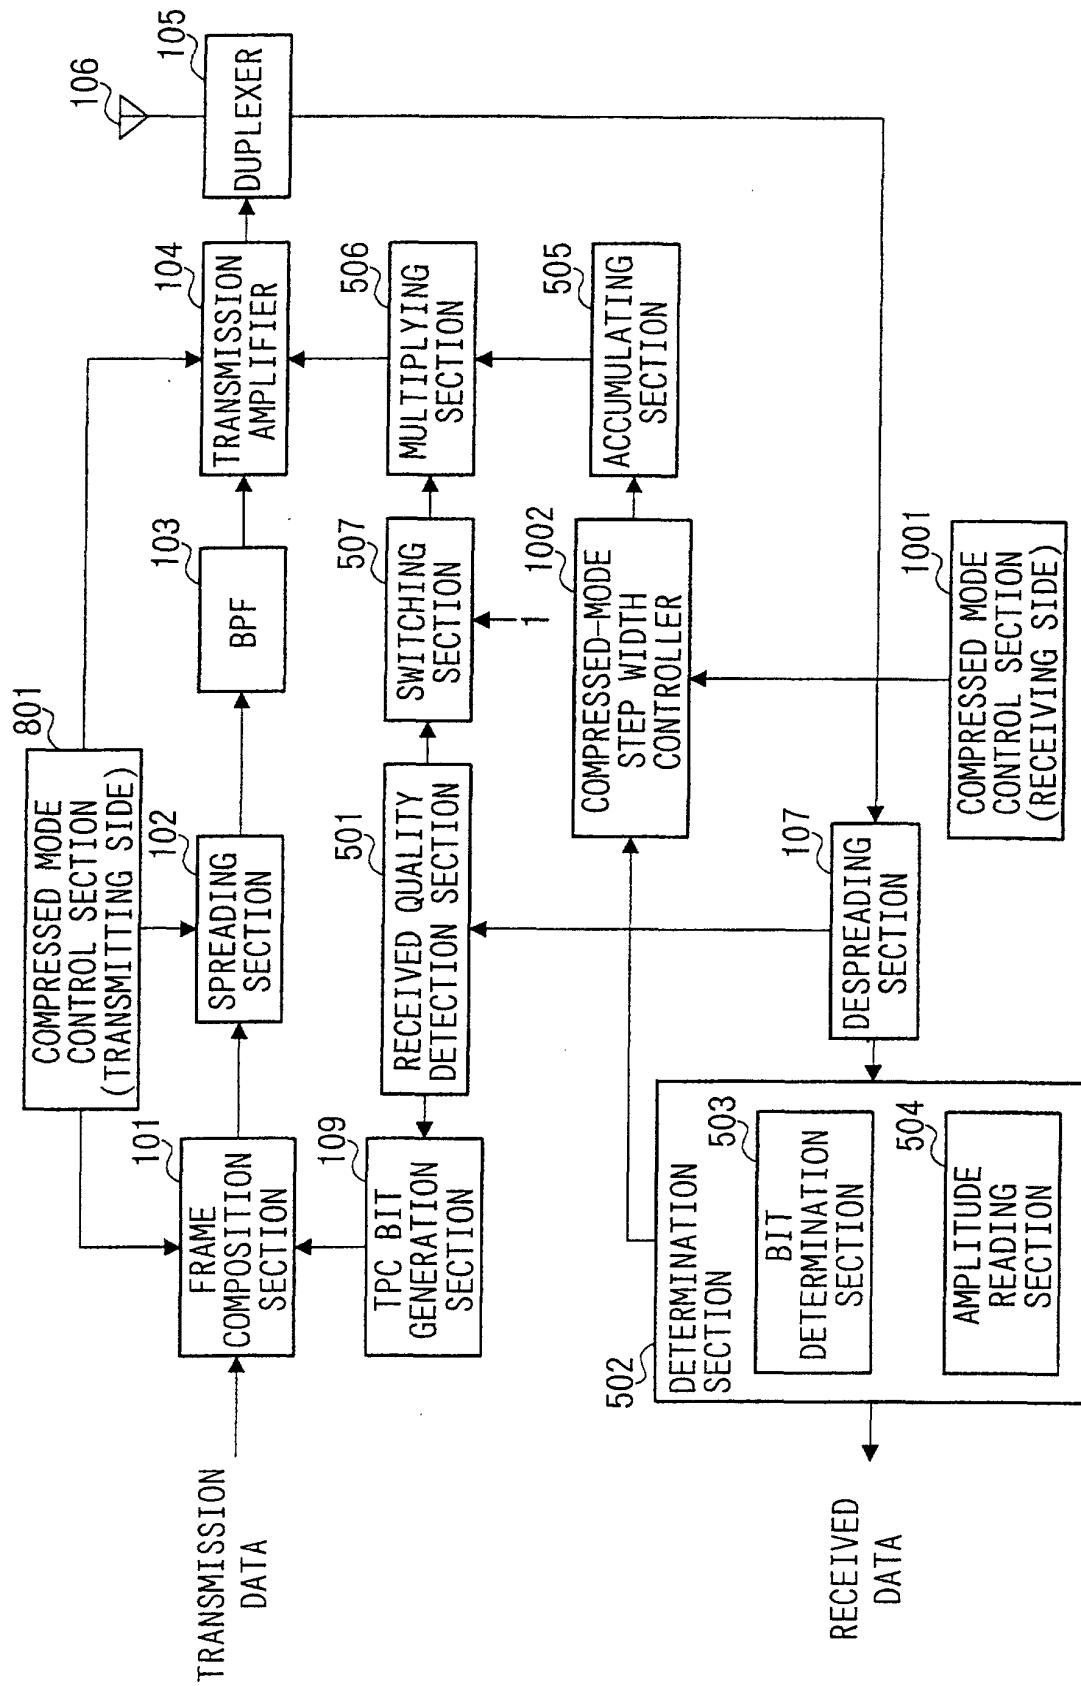 106
105
DUPLEXER
801
COMPRESSED MODE
CONTROL SECTION
(TRANSMITTING SIDE)
TRANSMISSION
DATA
101
FRAME
COMPOSITION
SECTION
102
SPREADING
SECTION
103
BPF
104
TRANSMISSION
AMPLIFIER
109
TPC BIT
GENERATION
SECTION
501
RECEIVED QUALITY
DETECTION SECTION
507
SWITCHING
SECTION
1
506
MULTIPLYING
SECTION
1002
COMPRESSED-MODE
STEP WIDTH
CONTROLLER
505
ACCUMULATING
SECTION
502
DETERMINATION
SECTION
503
BIT
DETERMINATION
SECTION
504
AMPLITUDE
READING
SECTION
107
DESPREADING
SECTION
1001
COMPRESSED MODE
CONTROL SECTION
(RECEIVING SIDE)
RECEIVED
DATA